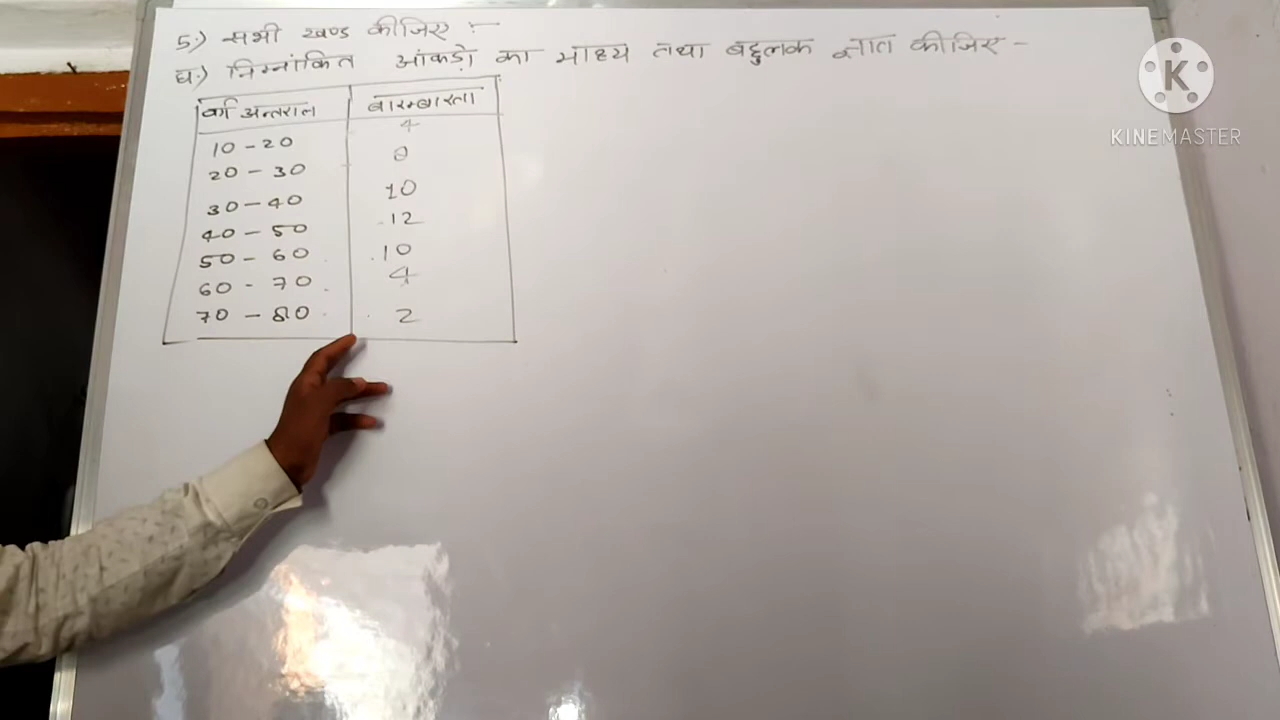 5.) सभी खण्ड कीजिए :-
घ.) निम्नांकित आंकड़ो का माध्य तथा बहुलक ज्ञात कीजिए -
वर्ग अन्तराल बारम्बारता
10 - 20 4
20 - 30
30 - 40 10
40 - 50 12
50 - 60 10
60 - 70 4
70 - 80 2
K
KINEMASTER